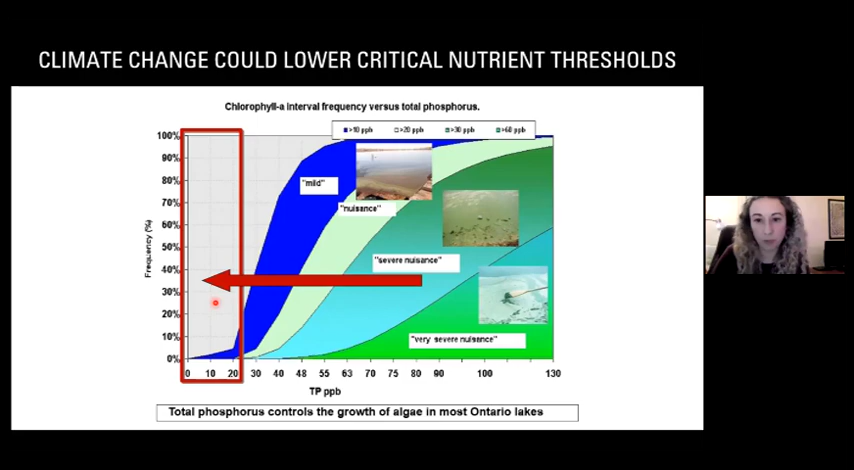 CLIMATE CHANGE COULD LOWER CRITICAL NUTRIENT THRESHOLDS
Chlorophyll-a interval frequency versus total phosphorus.
>10 ppb >20 ppb >30 ppb >60 ppb
100%
90%
80%
70%
60%
50%
40%
30%
20%
10%
0%
Frequency (%)
"mild"
"nuisance"
"severe nuisance"
"very severe nuisance"
0 10 20 30 40 48 55 63 70 75 80 90 100 130
TP ppb
Total phosphorus controls the growth of algae in most Ontario lakes